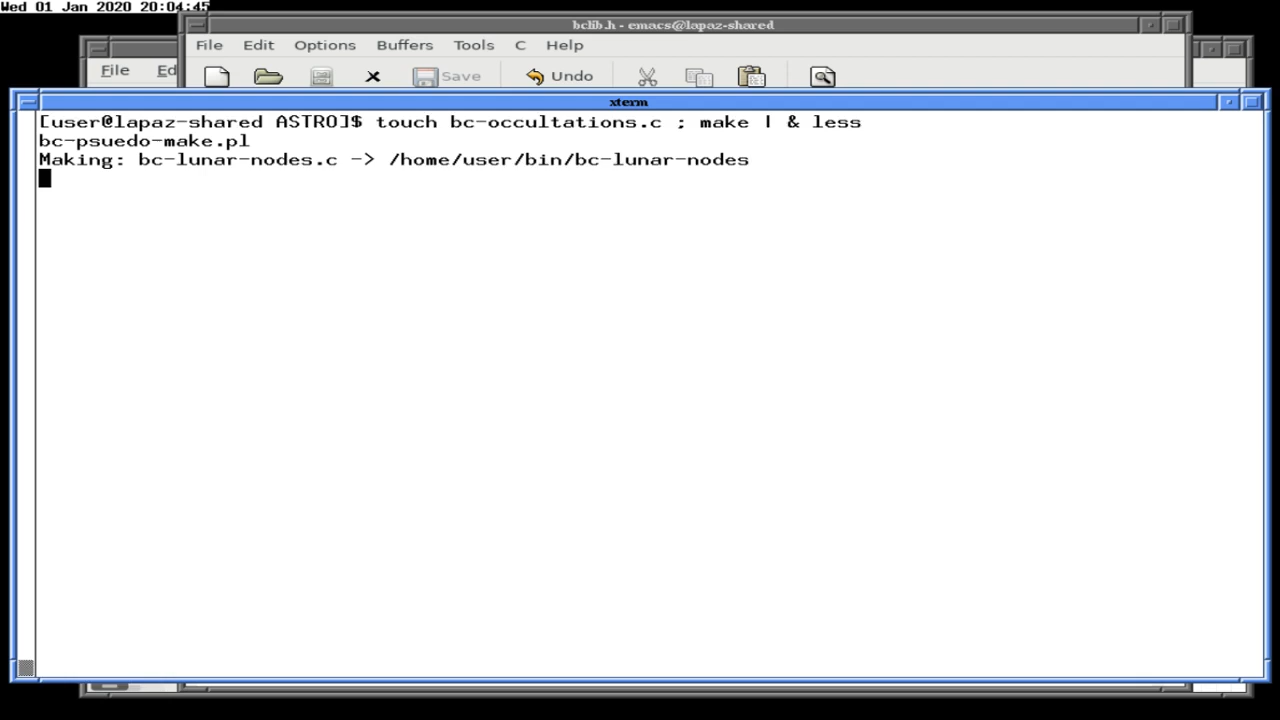 Wed 01 Jan 2020 20:04:45
bclib.h - emacs@lapaz-shared
File Edit Options Buffers Tools C Help
File Ed
Save Undo
xterm
[user@lapaz-shared ASTRO]$ touch bc-occultations.c ; make | & less
bc-psuedo-make.pl
Making: bc-lunar-nodes.c -> /home/user/bin/bc-lunar-nodes